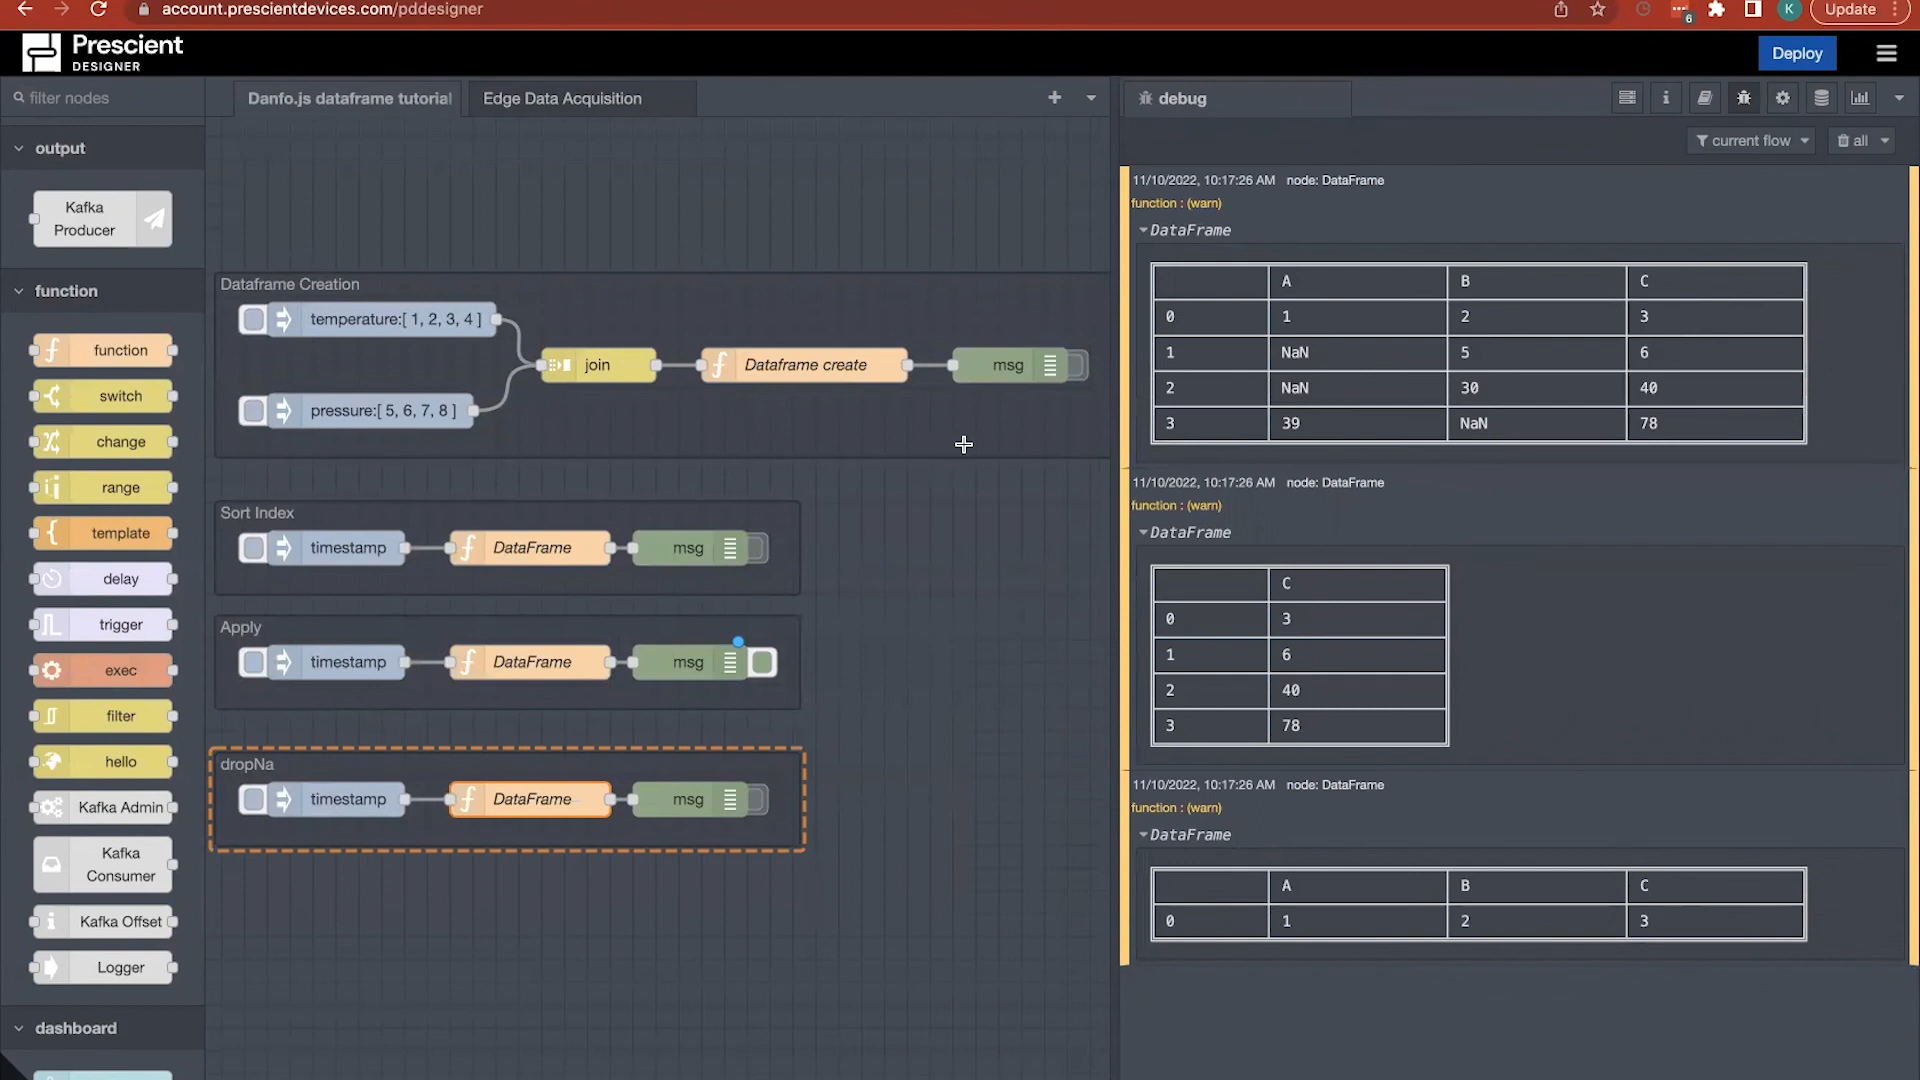 account.prescientdevices.com/pddesigner
6
K
Update
Prescient
DESIGNER
Deploy
filter nodes
Danfo.js dataframe tutorial
Edge Data Acquisition
debug
current flow
all
output
Kafka
Producer
function
function
switch
change
range
template
delay
trigger
exec
filter
hello
Kafka Admin
Kafka
Consumer
Kafka Offset
Logger
dashboard
Dataframe Creation
temperature:[ 1, 2, 3, 4 ]
pressure:[ 5, 6, 7, 8 ]
join
Dataframe create
msg
Sort Index
timestamp
DataFrame
msg
Apply
timestamp
DataFrame
msg
dropNa
timestamp
DataFrame
msg
11/10/2022, 10:17:26 AM node: DataFrame
function : (warn)
DataFrame
A B C
0 1 2 3
1 NaN 5 6
2 NaN 30 40
3 39 NaN 78
11/10/2022, 10:17:26 AM node: DataFrame
function : (warn)
DataFrame
C
0 3
1 6
2 40
3 78
11/10/2022, 10:17:26 AM node: DataFrame
function : (warn)
DataFrame
A B C
0 1 2 3